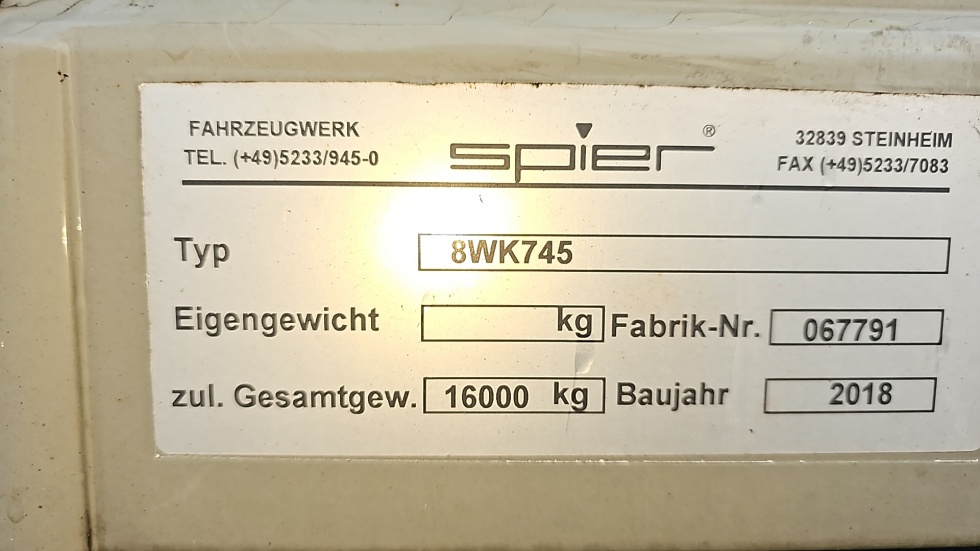 FAHRZEUGWERK
TEL. (+49)5233/945-0
spier ®
32839 STEINHEIM
FAX (+49)5233/7083
Typ 8WK745
Eigengewicht kg Fabrik-Nr. 067791
zul. Gesamtgew. 16000 kg Baujahr 2018